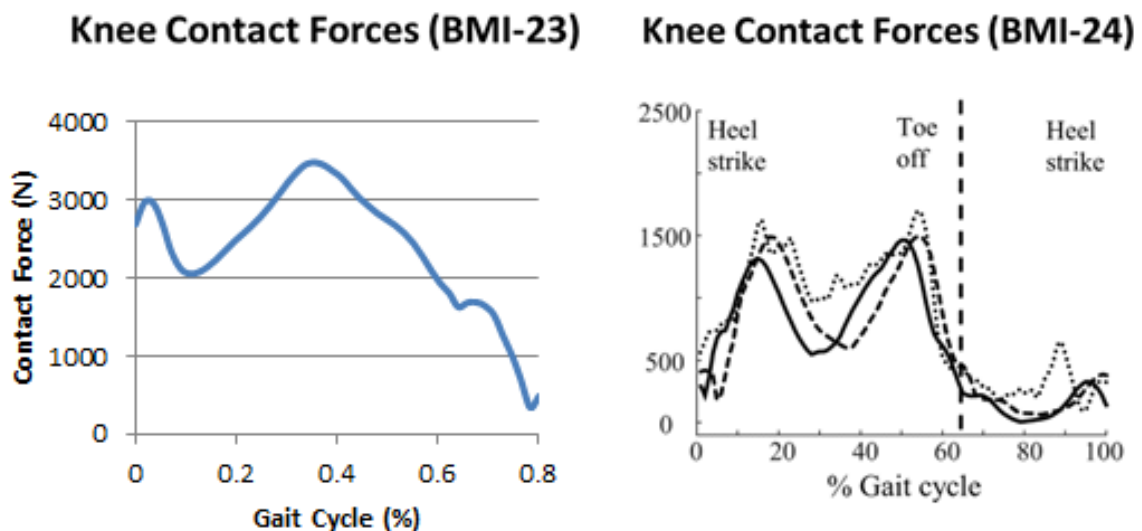 Knee Contact Forces (BMI-23)
4000
3000
2000
1000
0
Contact Force (N)
0 0.2 0.4 0.6 0.8
Gait Cycle (%)
Knee Contact Forces (BMI-24)
2500
1500
500
0
Heel
strike
Toe
off
Heel
strike
0 20 40 60 80 100
% Gait cycle